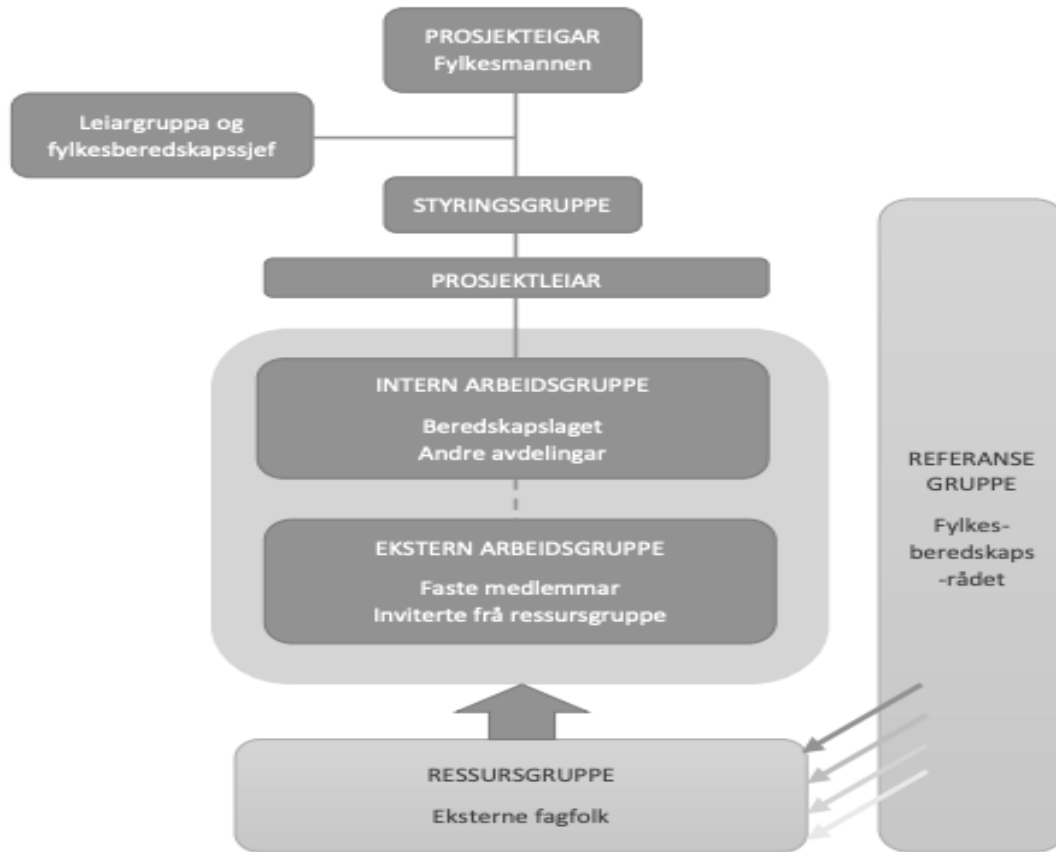 PROSJEKTEIGAR
Fylkesmannen
Leiargruppa og
fylkesberedskapssjef
STYRINGSGRUPPE
PROSJEKTLEIAR
INTERN ARBEIDSGRUPPE
Beredskapslaget
Andre avdelingar
EKSTERN ARBEIDSGRUPPE
Faste medlemmar
Inviterte frå ressursgruppe
REFERANSE
GRUPPE
Fylkes-
beredskaps
-rådet
RESSURSGRUPPE
Eksterne fagfolk